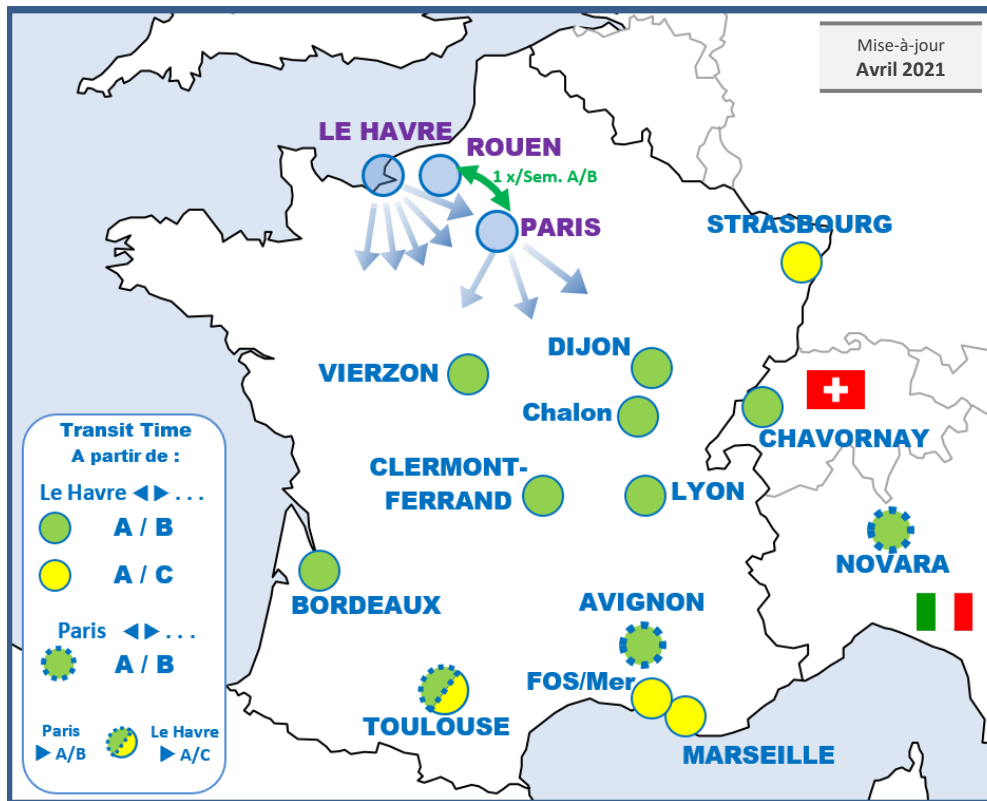 Mise-à-jour
Avril 2021
LE HAVRE
ROUEN
1 x/Sem. A/B
PARIS
STRASBOURG
DIJON
VIERZON
Chalon
CHAVORNAY
CLERMONT-
FERRAND
LYON
NOVARA
BORDEAUX
AVIGNON
FOS/Mer
TOULOUSE
MARSEILLE
Transit Time
A partir de :
Le Havre ◄► . . .
A / B
A / C
Paris ◄► . . .
A / B
Paris
► A/B
Le Havre
► A/C